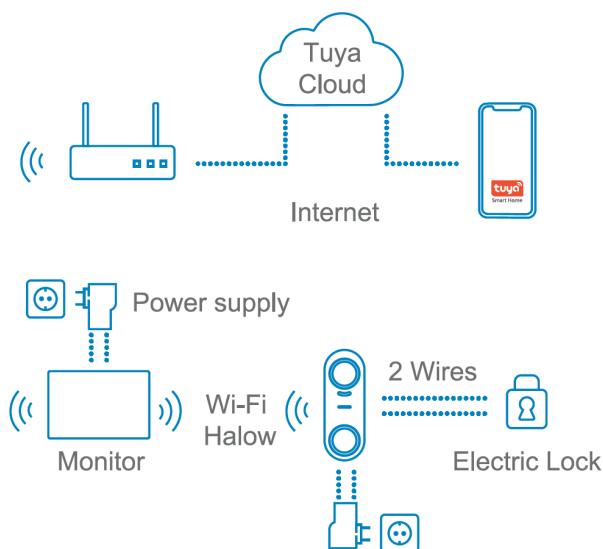 Tuya
Cloud
tuya
Smart Home
Internet
Power supply
2 Wires
Wi-Fi
Halow
Monitor
Electric Lock